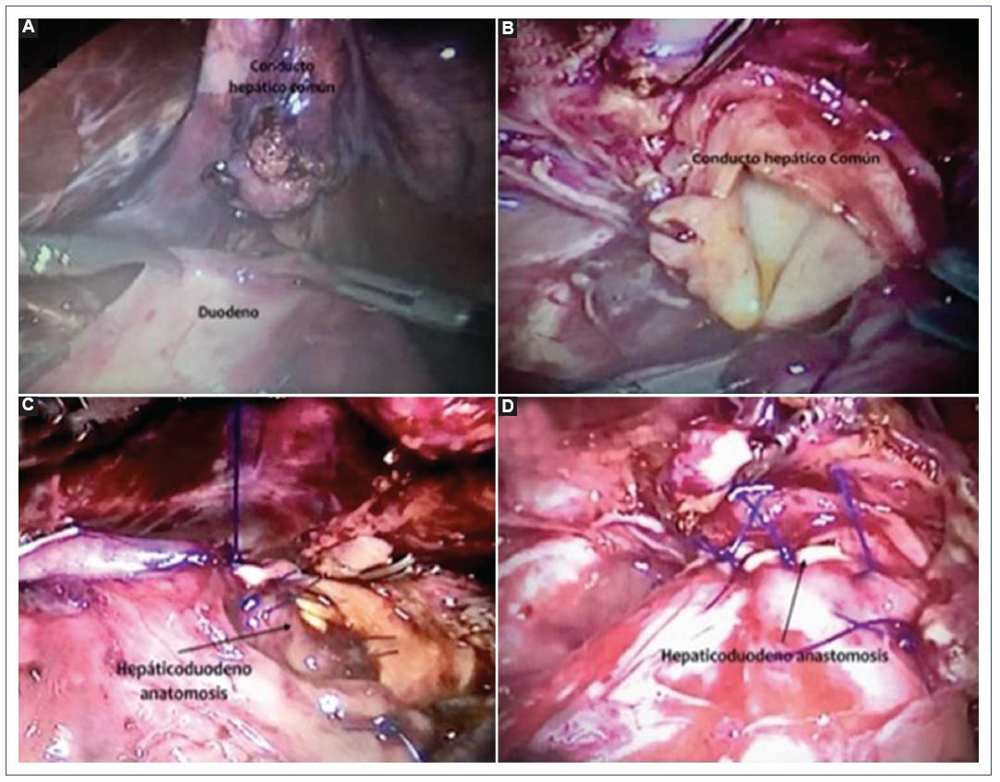 A
Conducto
hepático común
Duodeno
B
Conducto hepático Común
C
Hepáticoduodeno
anatomosis
D
Hepaticoduodeno anastomosis